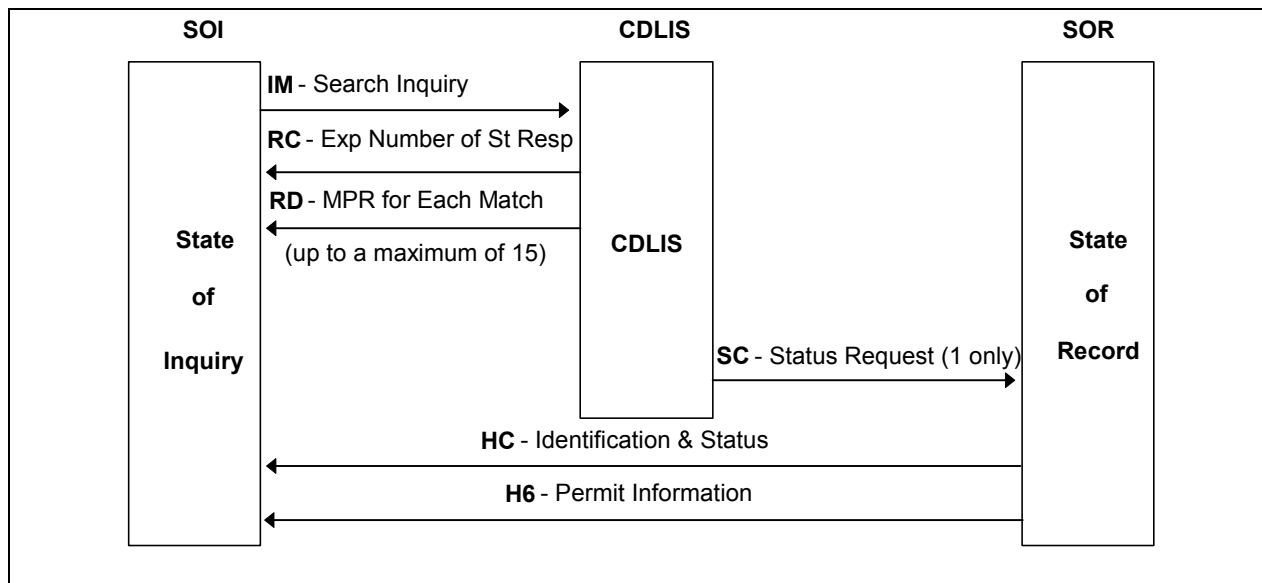 SOI
CDLIS
SOR
IM - Search Inquiry
RC - Exp Number of St Resp
RD - MPR for Each Match
(up to a maximum of 15)
State
of
Inquiry
CDLIS
State
of
Record
SC - Status Request (1 only)
HC - Identification & Status
H6 - Permit Information